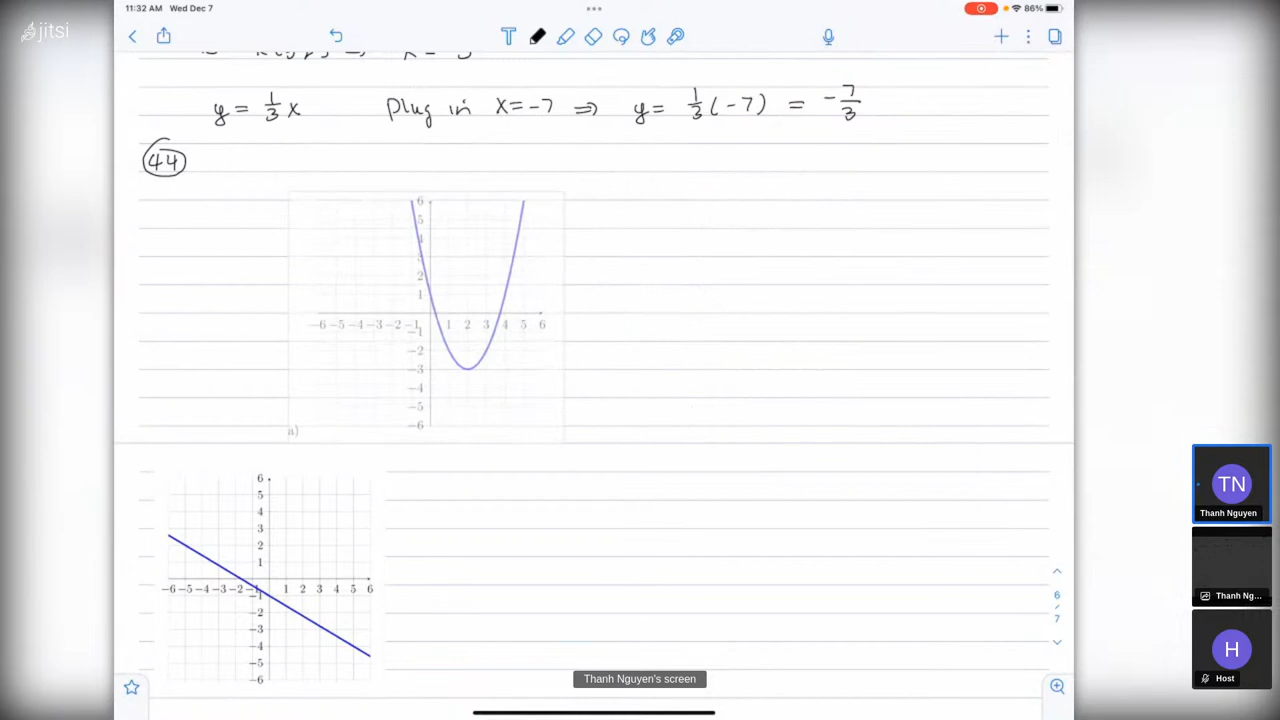 11:32 AM Wed Dec 7
86%
jitsi
T
y = 1/3 x Plug in x = -7 ⇒ y = 1/3 (-7) = -7/3
44
6
5
4
3
2
1
-6 -5 -4 -3 -2 -1 1 2 3 4 5 6
-1
-2
-3
-4
-5
-6
a)
6
5
4
3
2
1
-6 -5 -4 -3 -2 -1 1 2 3 4 5 6
-1
-2
-3
-4
-5
-6
6
/
7
TN
Thanh Nguyen
Thanh Ng...
H
Host
Thanh Nguyen's screen